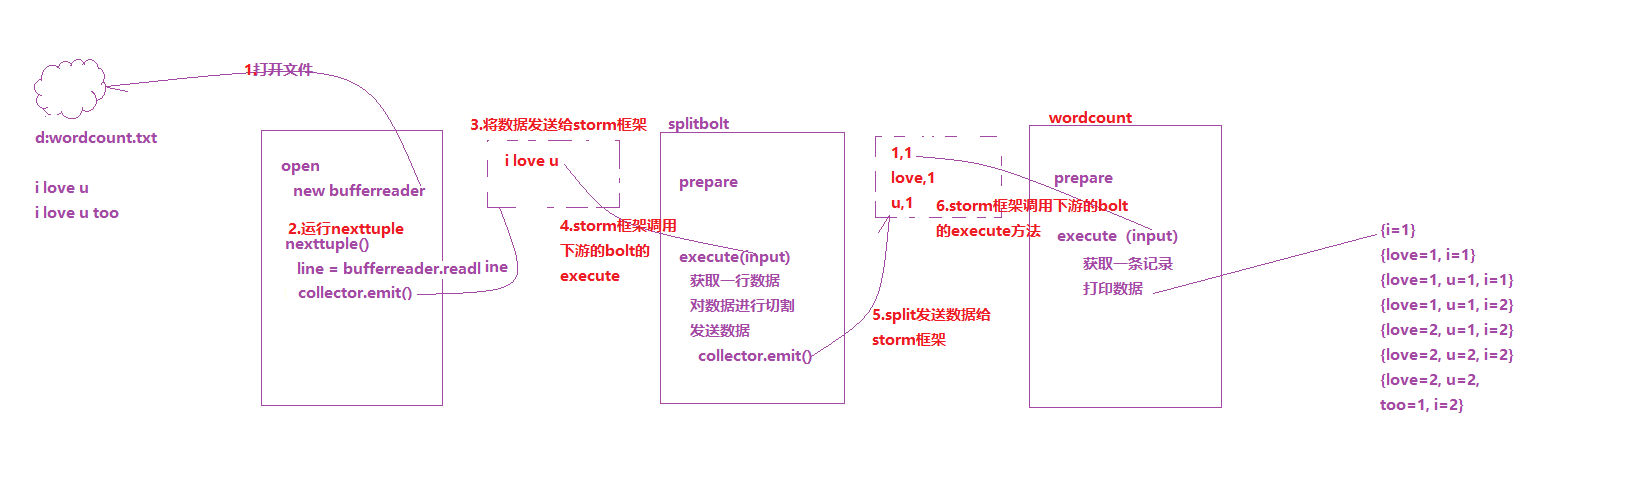 1.打开文件
d:wordcount.txt
i love u
i love u too
open
new bufferreader
2.运行nexttuple
nexttuple()
line = bufferreader.readl ine
collector.emit()
3.将数据发送给storm框架
i love u
4.storm框架调用
下游的bolt的
execute
splitbolt
prepare
execute(input)
获取一行数据
对数据进行切割
发送数据
collector.emit()
1,1
love,1
u,1
5.split发送数据给
storm框架
6.storm框架调用下游的bolt
的execute方法
wordcount
prepare
execute（input)
获取一条记录
打印数据
{i=1}
{love=1, i=1}
{love=1, u=1, i=1}
{love=1, u=1, i=2}
{love=2, u=1, i=2}
{love=2, u=2, i=2}
{love=2, u=2,
too=1, i=2}